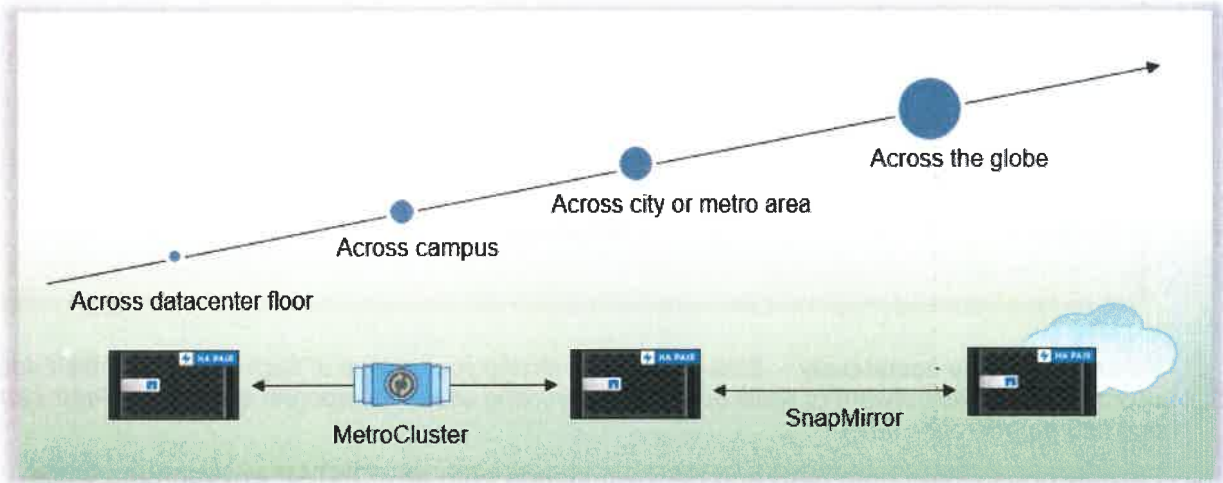 Across the globe
Across city or metro area
Across campus
Across datacenter floor
HA PAIR
HA PAIR
HA PAIR
MetroCluster
SnapMirror